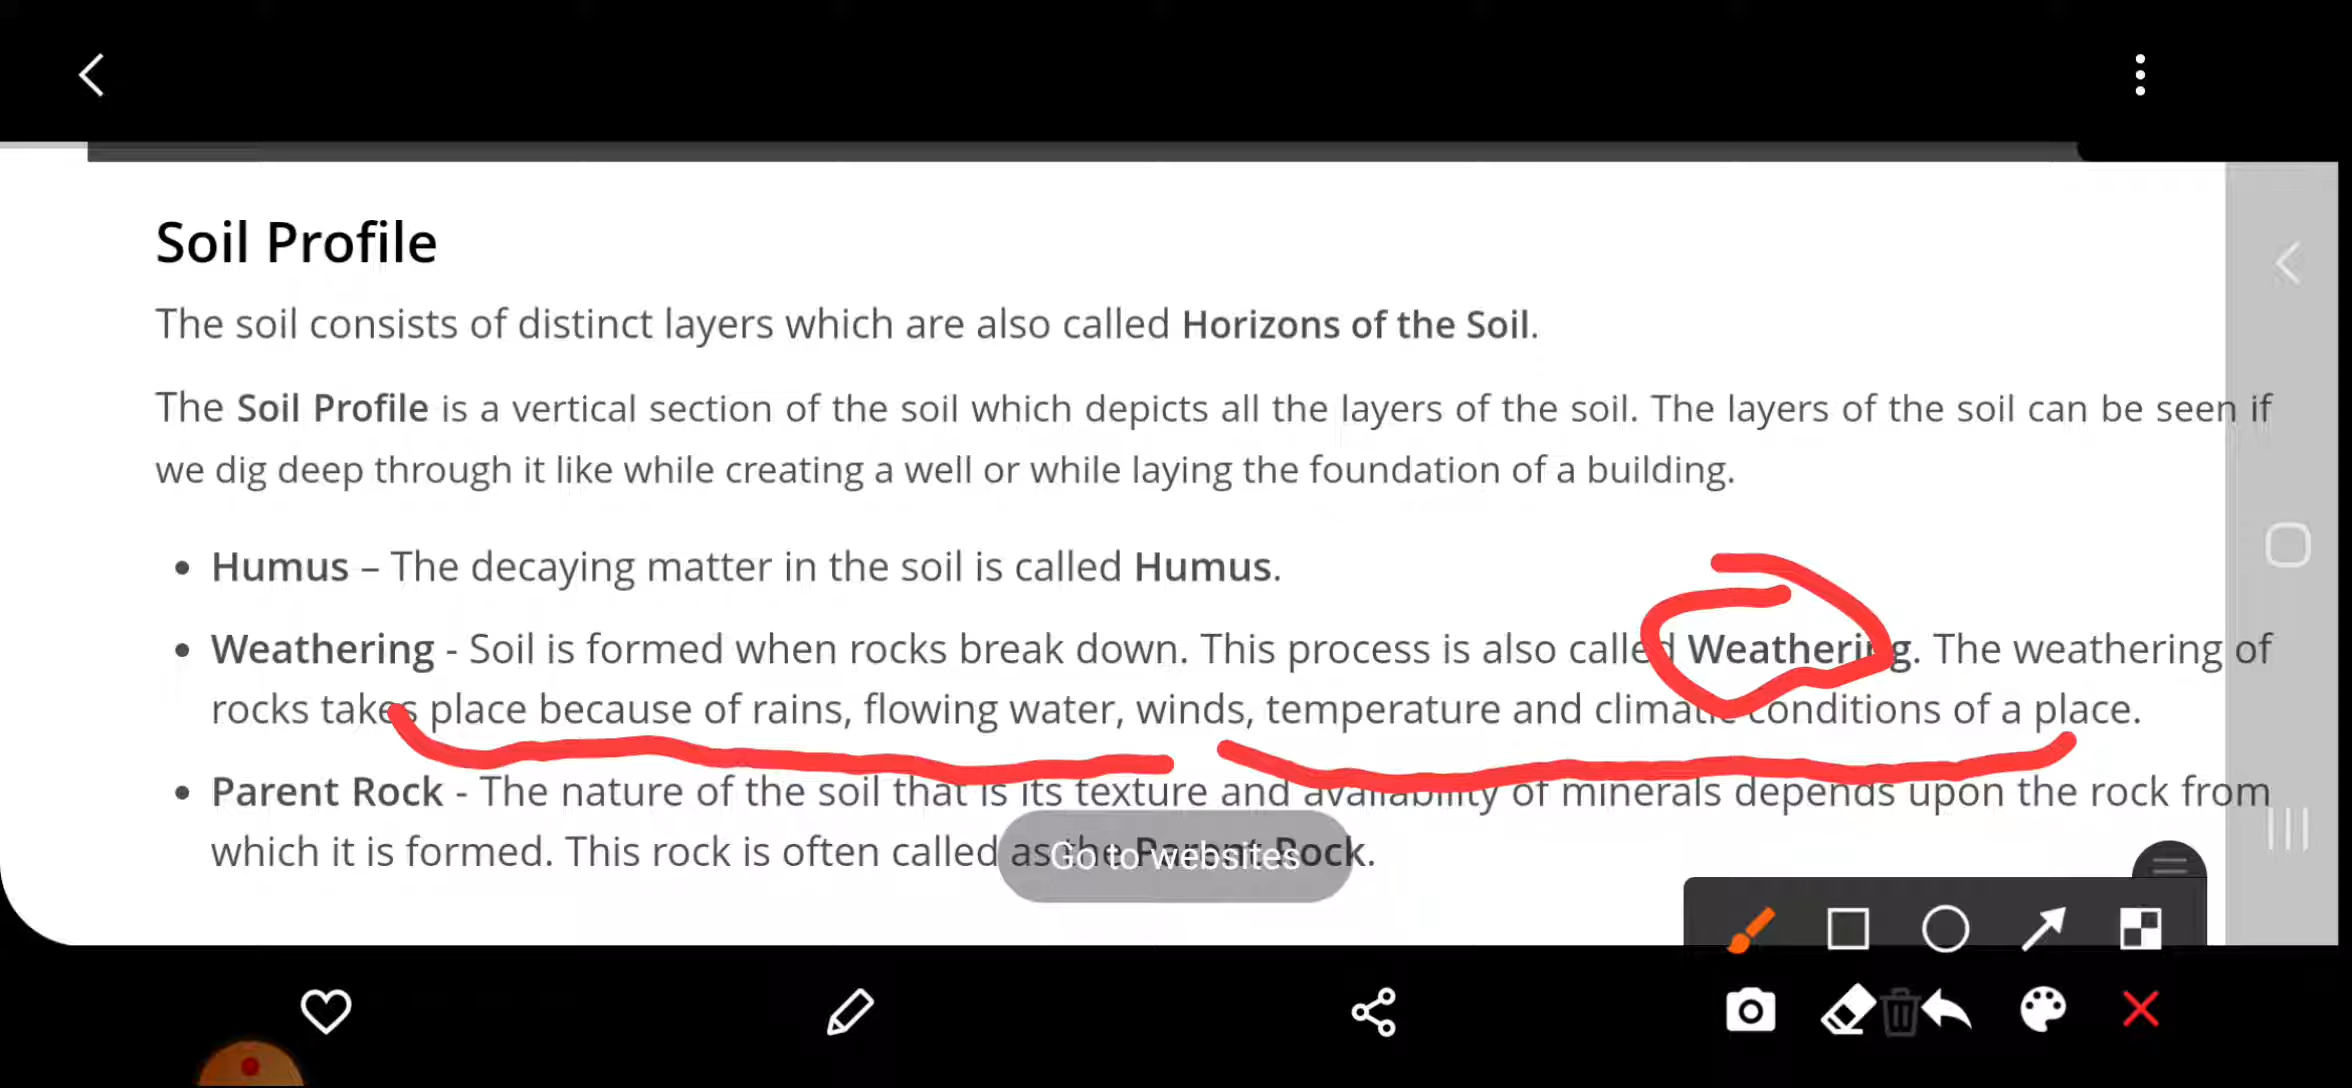 Soil Profile
The soil consists of distinct layers which are also called Horizons of the Soil.
The Soil Profile is a vertical section of the soil which depicts all the layers of the soil. The layers of the soil can be seen if
we dig deep through it like while creating a well or while laying the foundation of a building.
• Humus – The decaying matter in the soil is called Humus.
• Weathering - Soil is formed when rocks break down. This process is also called Weathering. The weathering of
rocks takes place because of rains, flowing water, winds, temperature and climatic conditions of a place.
• Parent Rock - The nature of the soil that is its texture and availability of minerals depends upon the rock from
which it is formed. This rock is often called as the Parent Rock.
Go to websites